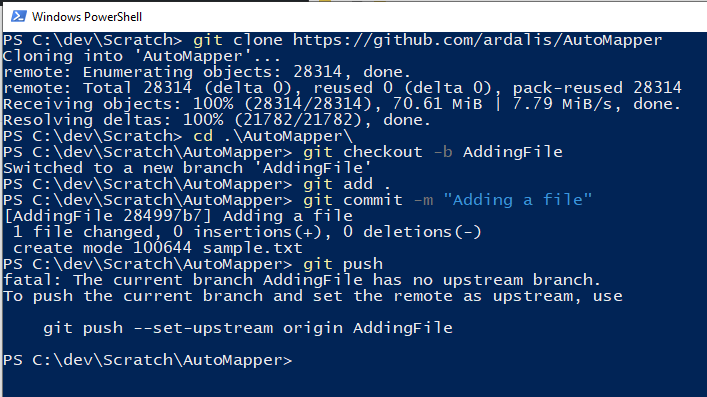 Windows PowerShell
PS C:\dev\Scratch> git clone https://github.com/ardalis/AutoMapper
Cloning into 'AutoMapper'...
remote: Enumerating objects: 28314, done.
remote: Total 28314 (delta 0), reused 0 (delta 0), pack-reused 28314
Receiving objects: 100% (28314/28314), 70.61 MiB | 7.79 MiB/s, done.
Resolving deltas: 100% (21782/21782), done.
PS C:\dev\Scratch> cd .\AutoMapper\
PS C:\dev\Scratch\AutoMapper> git checkout -b AddingFile
Switched to a new branch 'AddingFile'
PS C:\dev\Scratch\AutoMapper> git add .
PS C:\dev\Scratch\AutoMapper> git commit -m "Adding a file"
[AddingFile 284997b7] Adding a file
 1 file changed, 0 insertions(+), 0 deletions(-)
 create mode 100644 sample.txt
PS C:\dev\Scratch\AutoMapper> git push
fatal: The current branch AddingFile has no upstream branch.
To push the current branch and set the remote as upstream, use
    git push --set-upstream origin AddingFile
PS C:\dev\Scratch\AutoMapper>